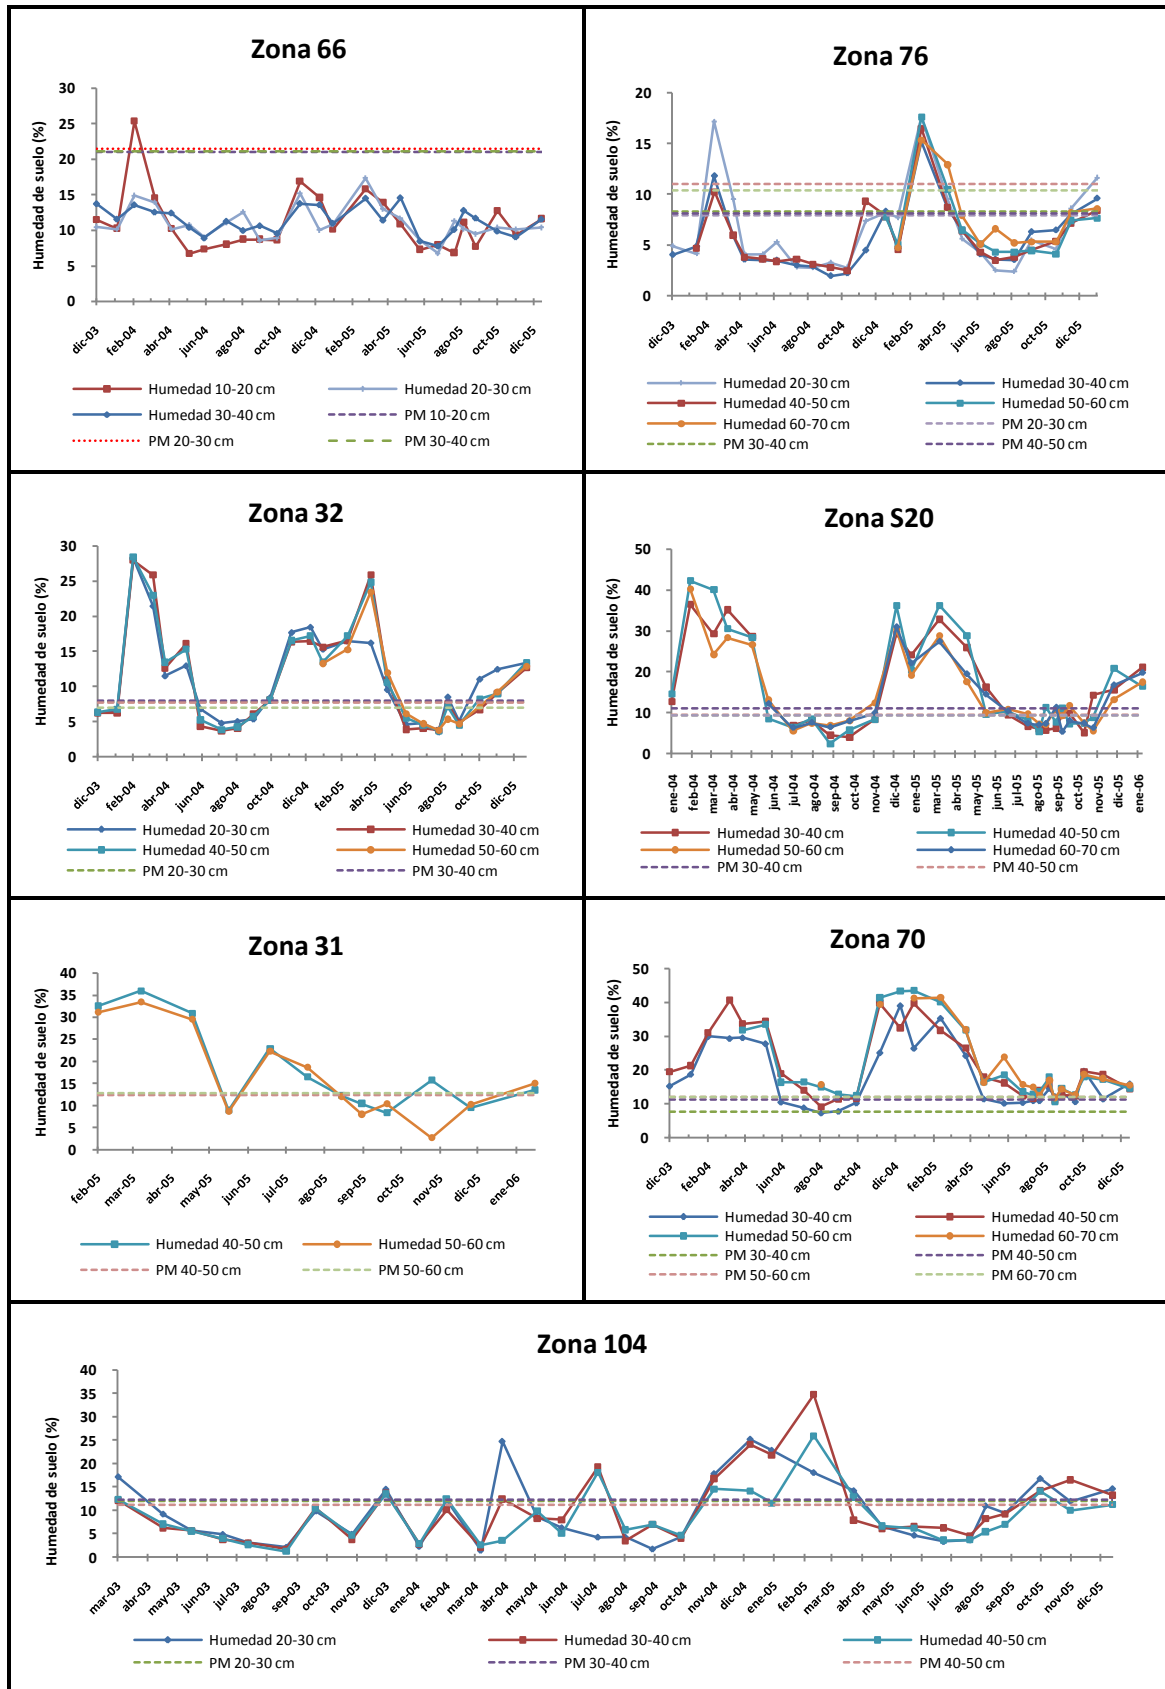 Zona 66
Humedad de suelo (%)
30
25
20
15
10
5
0
dic-03 feb-04 abr-04 jun-04 ago-04 oct-04 dic-04 feb-05 abr-05 jun-05 ago-05 oct-05 dic-05
Humedad 10-20 cm Humedad 20-30 cm
Humedad 30-40 cm PM 10-20 cm
PM 20-30 cm PM 30-40 cm
Zona 76
Humedad de suelo (%)
20
15
10
5
0
dic-03 feb-04 abr-04 jun-04 ago-04 oct-04 dic-04 feb-05 abr-05 jun-05 ago-05 oct-05 dic-05
Humedad 20-30 cm Humedad 30-40 cm
Humedad 40-50 cm Humedad 50-60 cm
Humedad 60-70 cm PM 20-30 cm
PM 30-40 cm PM 40-50 cm
Zona 32
Humedad de suelo (%)
30
25
20
15
10
5
0
dic-03 feb-04 abr-04 jun-04 ago-04 oct-04 dic-04 feb-05 abr-05 jun-05 ago-05 oct-05 dic-05
Humedad 20-30 cm Humedad 30-40 cm
Humedad 40-50 cm Humedad 50-60 cm
PM 20-30 cm PM 30-40 cm
Zona S20
Humedad de suelo (%)
50
40
30
20
10
0
ene-04 feb-04 mar-04 abr-04 may-04 jun-04 jul-04 ago-04 sep-04 oct-04 nov-04 dic-04 ene-05 mar-05 abr-05 may-05 jun-05 jul-05 ago-05 sep-05 oct-05 nov-05 dic-05 ene-06
Humedad 30-40 cm Humedad 40-50 cm
Humedad 50-60 cm Humedad 60-70 cm
PM 30-40 cm PM 40-50 cm
Zona 31
Humedad de suelo (%)
40
35
30
25
20
15
10
5
0
feb-05 mar-05 abr-05 may-05 jun-05 jul-05 ago-05 sep-05 oct-05 nov-05 dic-05 ene-06
Humedad 40-50 cm Humedad 50-60 cm
PM 40-50 cm PM 50-60 cm
Zona 70
Humedad de suelo (%)
50
40
30
20
10
0
dic-03 feb-04 abr-04 jun-04 ago-04 oct-04 dic-04 feb-05 abr-05 jun-05 ago-05 oct-05 dic-05
Humedad 30-40 cm Humedad 40-50 cm
Humedad 50-60 cm Humedad 60-70 cm
PM 30-40 cm PM 40-50 cm
PM 50-60 cm PM 60-70 cm
Zona 104
Humedad de suelo (%)
40
35
30
25
20
15
10
5
0
mar-03 abr-03 may-03 jun-03 jul-03 ago-03 sep-03 oct-03 nov-03 dic-03 ene-04 feb-04 mar-04 abr-04 may-04 jun-04 jul-04 ago-04 sep-04 oct-04 nov-04 dic-04 ene-05 feb-05 mar-05 abr-05 may-05 jun-05 jul-05 ago-05 sep-05 oct-05 nov-05 dic-05
Humedad 20-30 cm Humedad 30-40 cm Humedad 40-50 cm
PM 20-30 cm PM 30-40 cm PM 40-50 cm